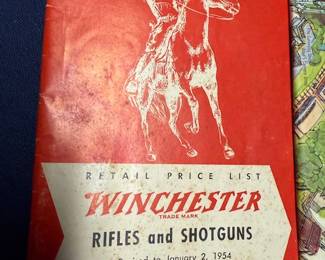 RETAIL PRICE LIST
WINCHESTER
TRADE MARK
RIFLES and SHOTGUNS
to January 2, 1954